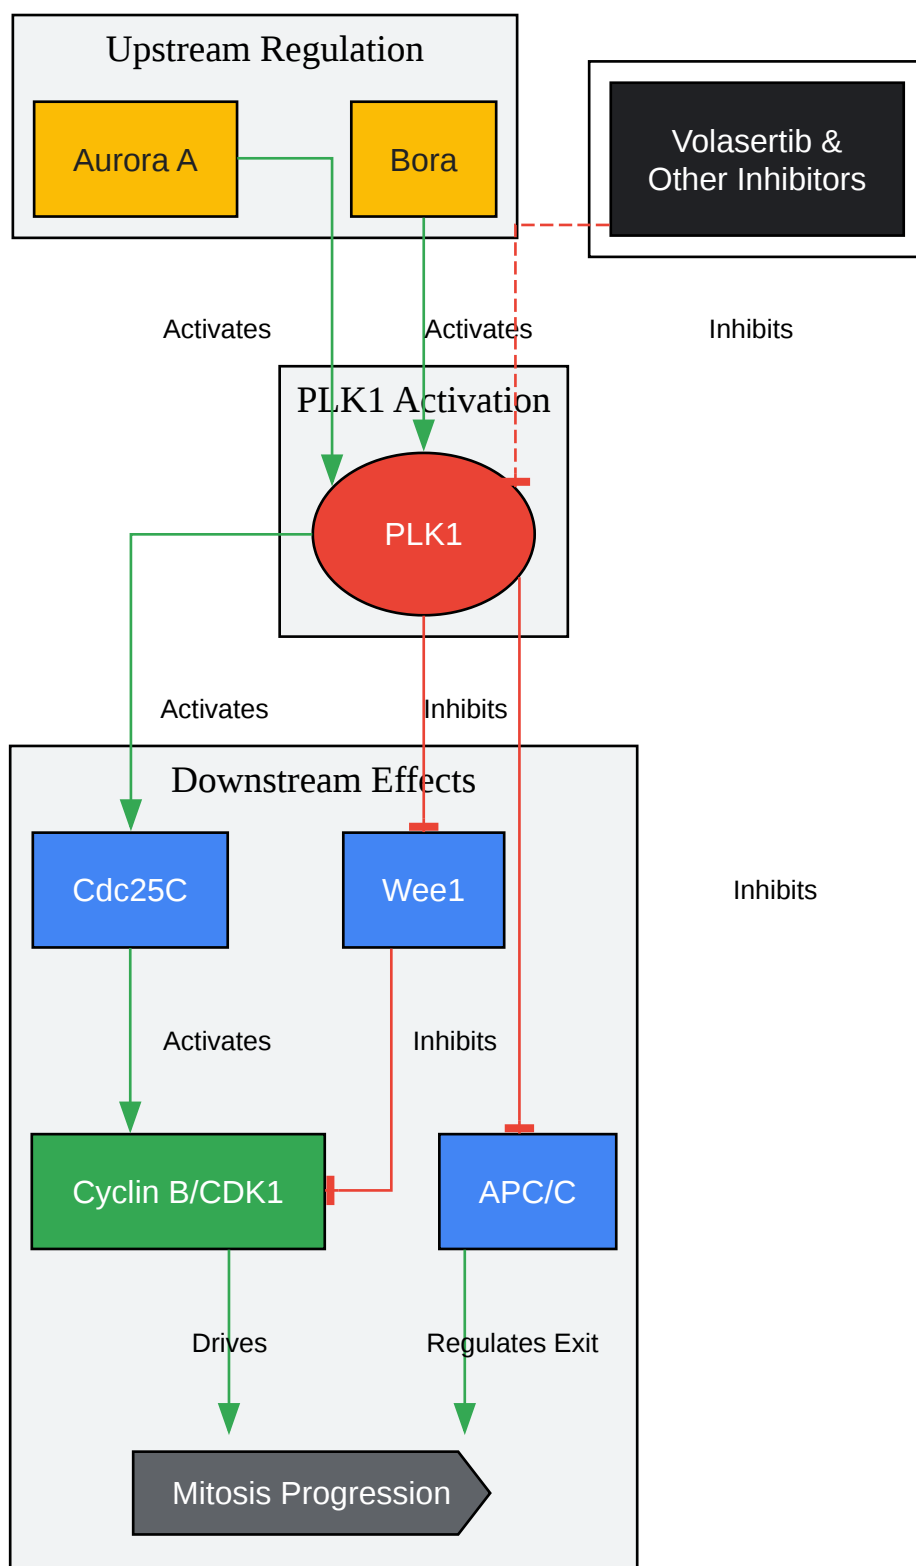 Upstream Regulation
Aurora A
Bora
Volasertib &
Other Inhibitors
Activates
Activates
Inhibits
PLK1 Activation
PLK1
Activates
Inhibits
Downstream Effects
Cdc25C
Wee1
Inhibits
Activates
Inhibits
Cyclin B/CDK1
APC/C
Drives
Regulates Exit
Mitosis Progression